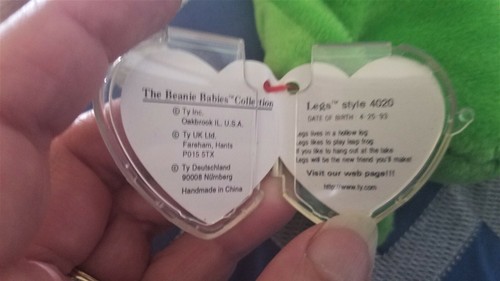 The Beanie Babies™Collection
© Ty Inc.
Oakbrook IL. U.S.A.
© Ty UK Ltd.
Fareham, Hants
P015 5TX
© Ty Deutschland
90008 Nürnberg
Handmade in China
Legs™ style 4020
DATE OF BIRTH 4-25-93
Legs lives in a hollow log
Legs likes to play leap frog
If you like to hang out at the lake
Legs will be the new friend you'll make!
Visit our web page!!!
http://www.ty.com